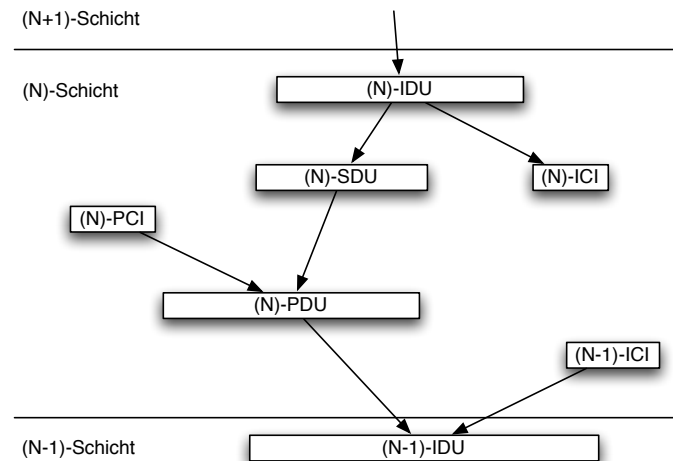 (N+1)-Schicht
(N)-Schicht
(N)-IDU
(N)-SDU
(N)-ICI
(N)-PCI
(N)-PDU
(N-1)-ICI
(N-1)-Schicht
(N-1)-IDU